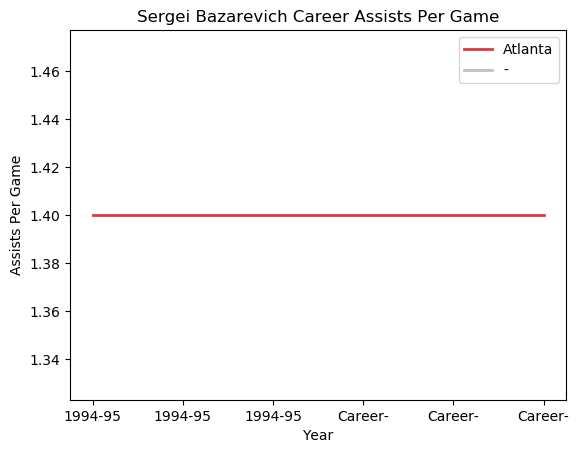 Sergei Bazarevich Career Assists Per Game
Atlanta
-
1.46
1.44
1.42
1.40
1.38
1.36
1.34
Assists Per Game
1994-95 1994-95 1994-95 Career- Career- Career-
Year